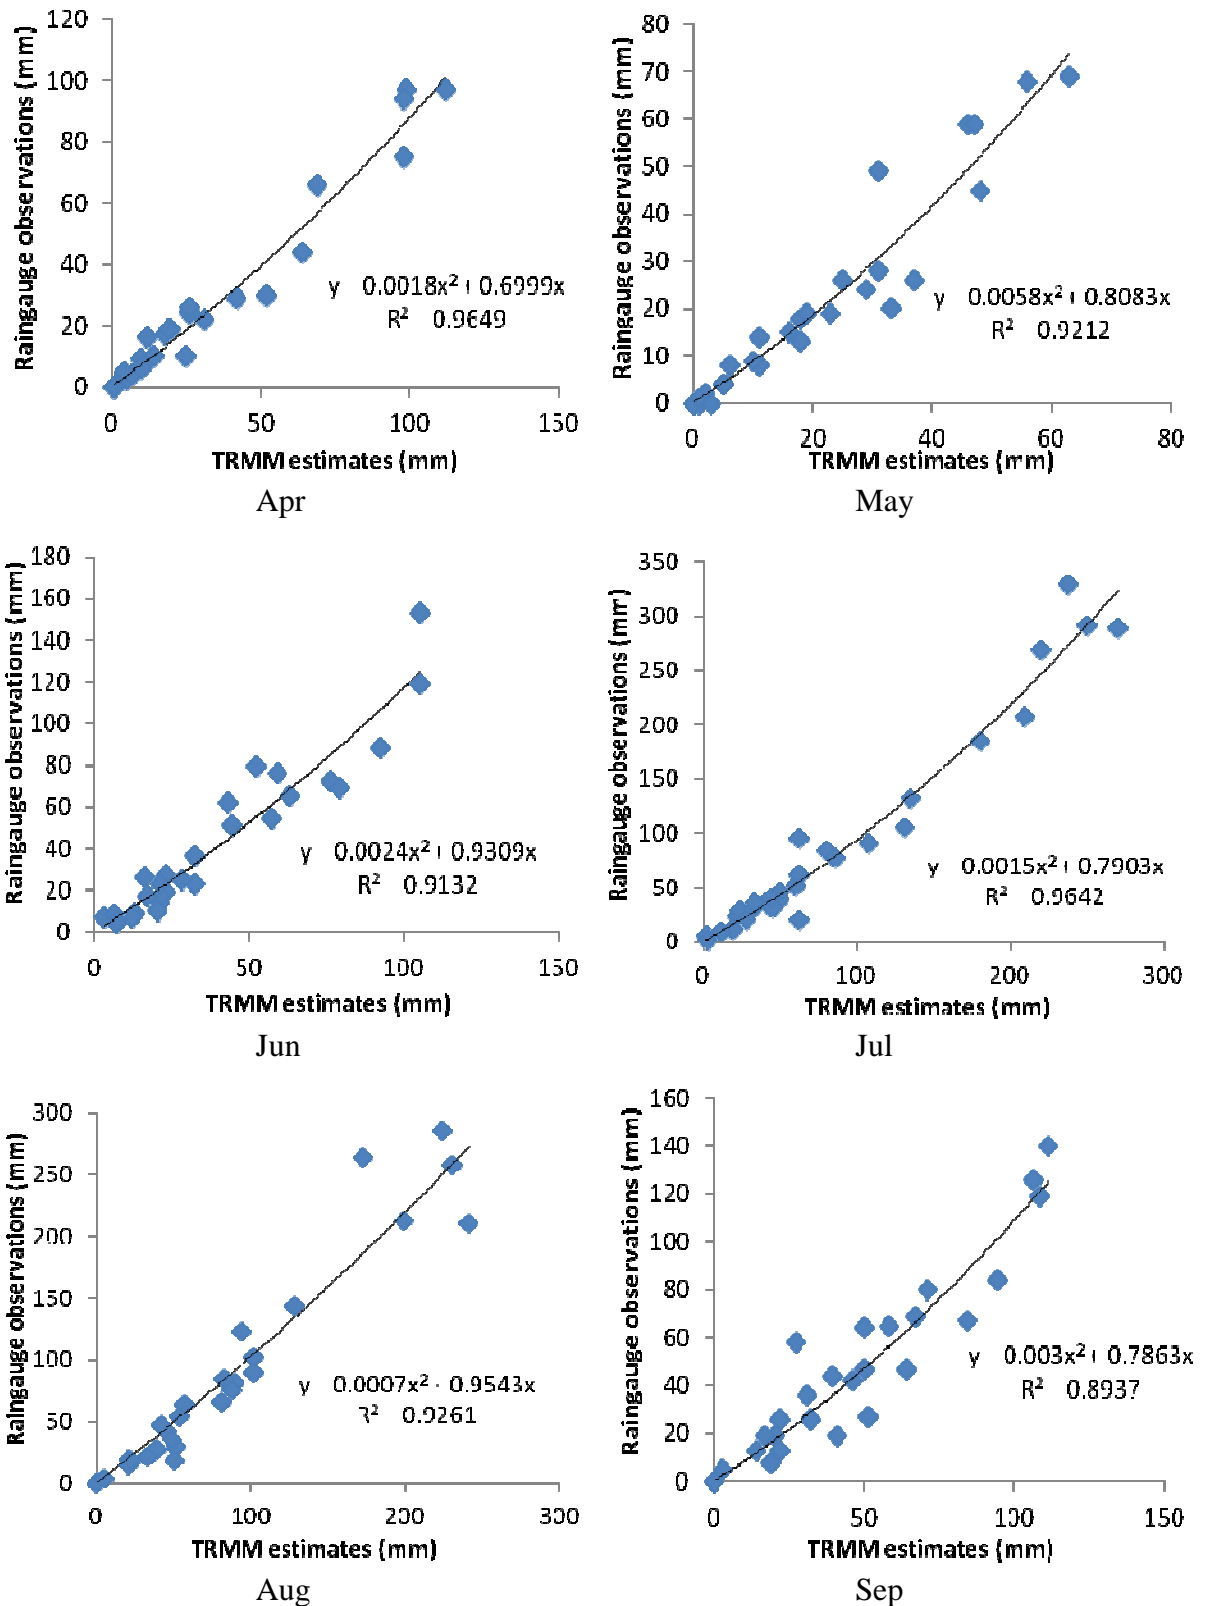 120
100
80
60
40
20
0
0 50 100 150
Raingauge observations (mm)
TRMM estimates (mm)
y 0.0018x² + 0.6999x
R² 0.9649
Apr
80
70
60
50
40
30
20
10
0
0 20 40 60 80
Raingauge observations (mm)
TRMM estimates (mm)
y 0.0058x² + 0.8083x
R² 0.9212
May
180
160
140
120
100
80
60
40
20
0
0 50 100 150
Raingauge observations (mm)
TRMM estimates (mm)
y 0.0024x² + 0.9309x
R² 0.9132
Jun
350
300
250
200
150
100
50
0
0 100 200 300
Raingauge observations (mm)
TRMM estimates (mm)
y 0.0015x² + 0.7903x
R² 0.9642
Jul
300
250
200
150
100
50
0
0 100 200 300
Raingauge observations (mm)
TRMM estimates (mm)
y 0.0007x² 0.9543x
R² 0.9261
Aug
160
140
120
100
80
60
40
20
0
0 50 100 150
Raingauge observations (mm)
TRMM estimates (mm)
y 0.003x² + 0.7863x
R² 0.8937
Sep